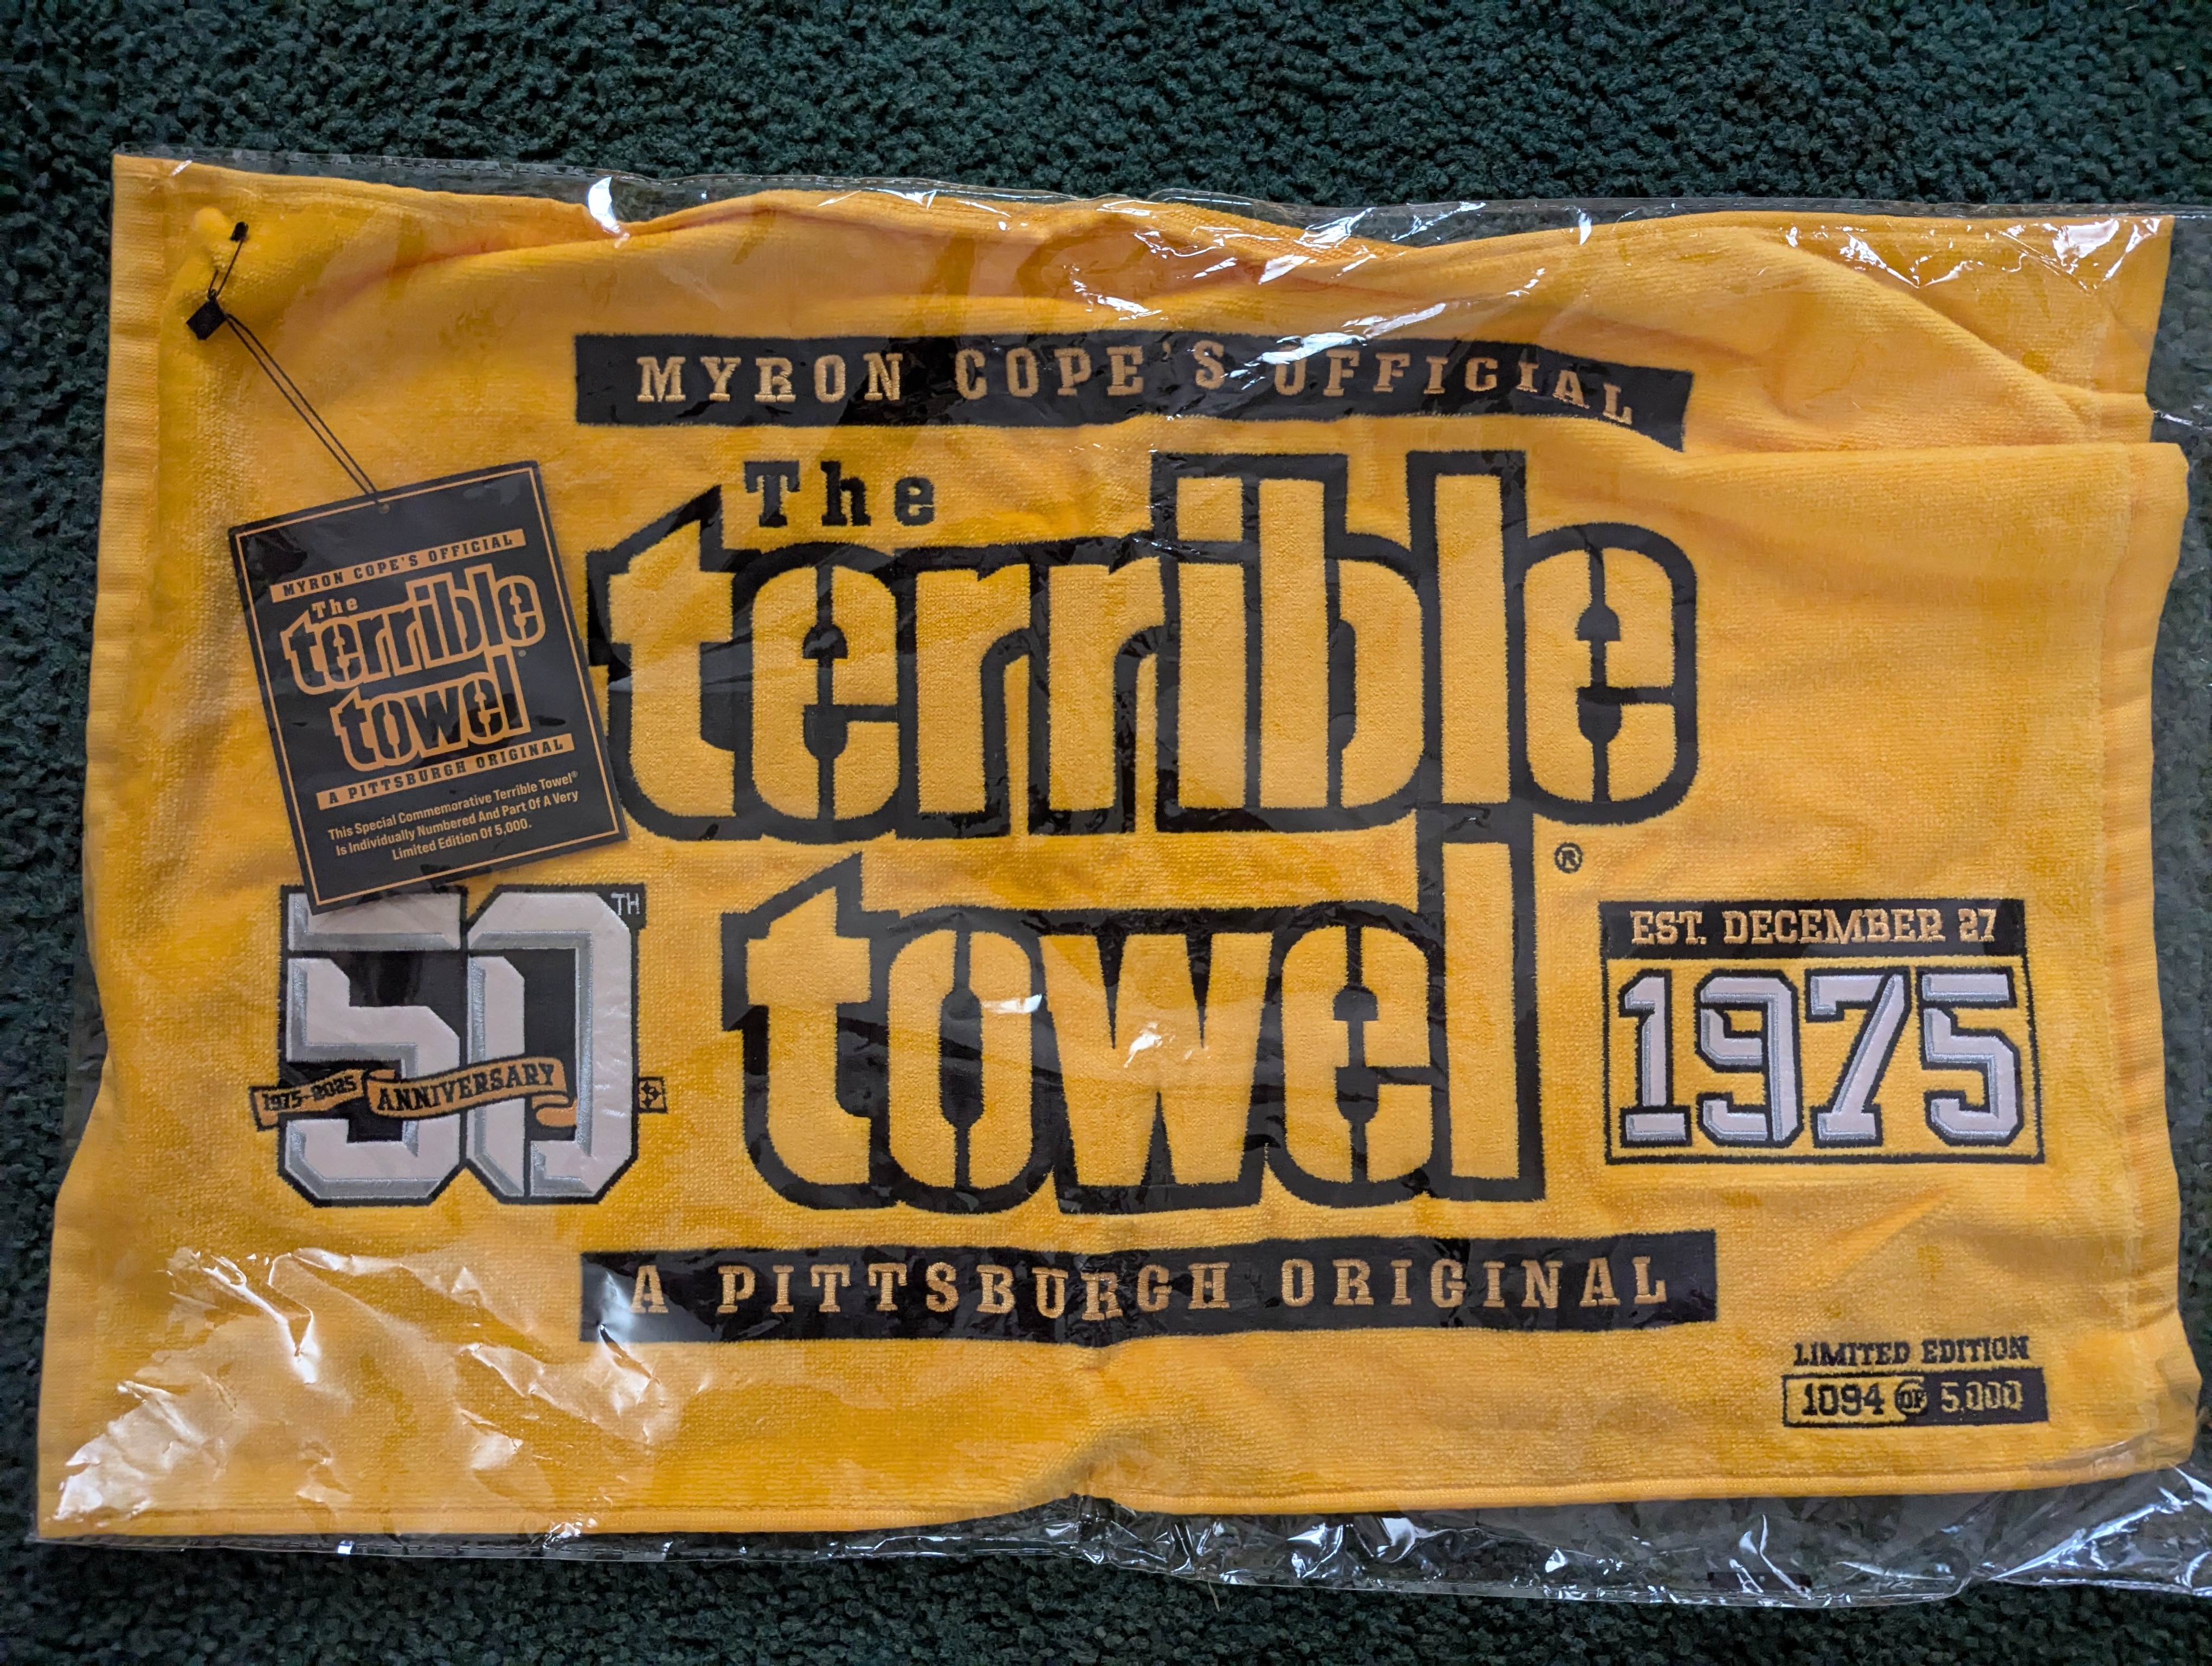 MYRON COPE'S OFFICIAL
The
terrible
towel
®
A PITTSBURGH ORIGINAL
MYRON COPE'S OFFICIAL
The
terrible
towel
®
A PITTSBURGH ORIGINAL
This Special Commemorative Terrible Towel®
Is Individually Numbered And Part Of A Very
Limited Edition Of 5,000.
50TH
1975-2025 ANNIVERSARY
EST. DECEMBER 27
1975
LIMITED EDITION
1094 OF 5,000